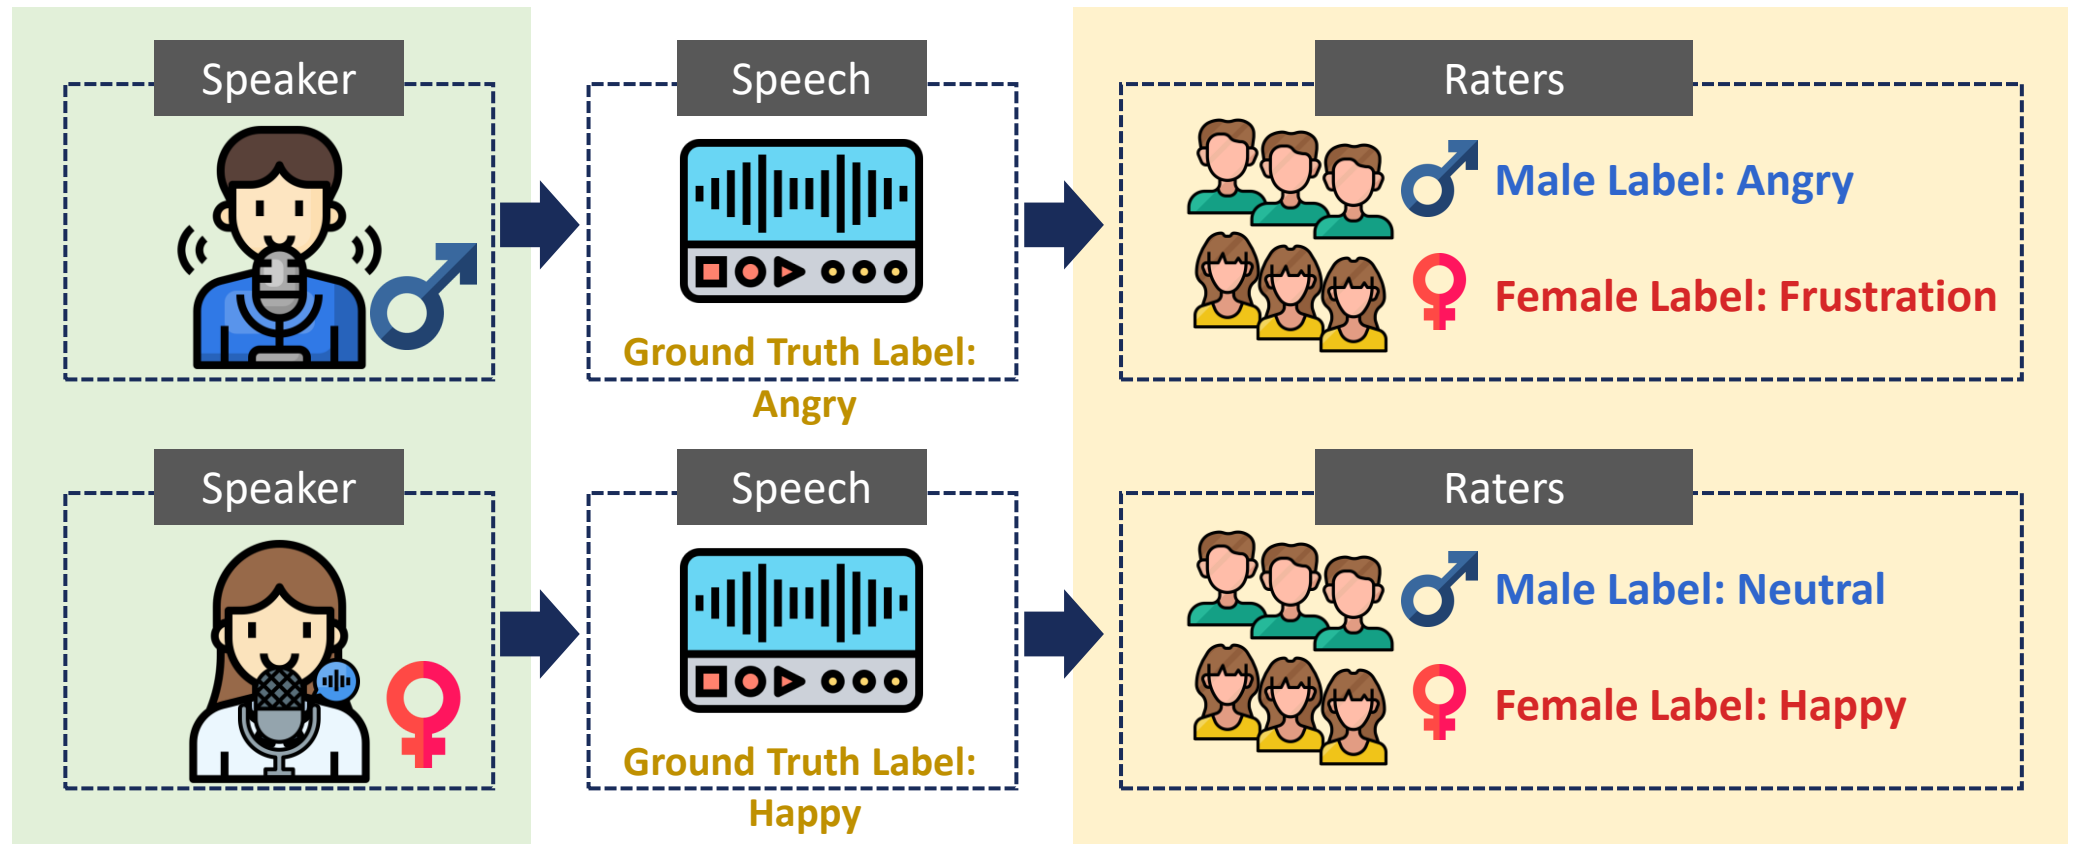 Speaker
Speech
Raters
Male Label: Angry
Female Label: Frustration
Ground Truth Label:
Angry
Speaker
Speech
Raters
Male Label: Neutral
Female Label: Happy
Ground Truth Label:
Happy